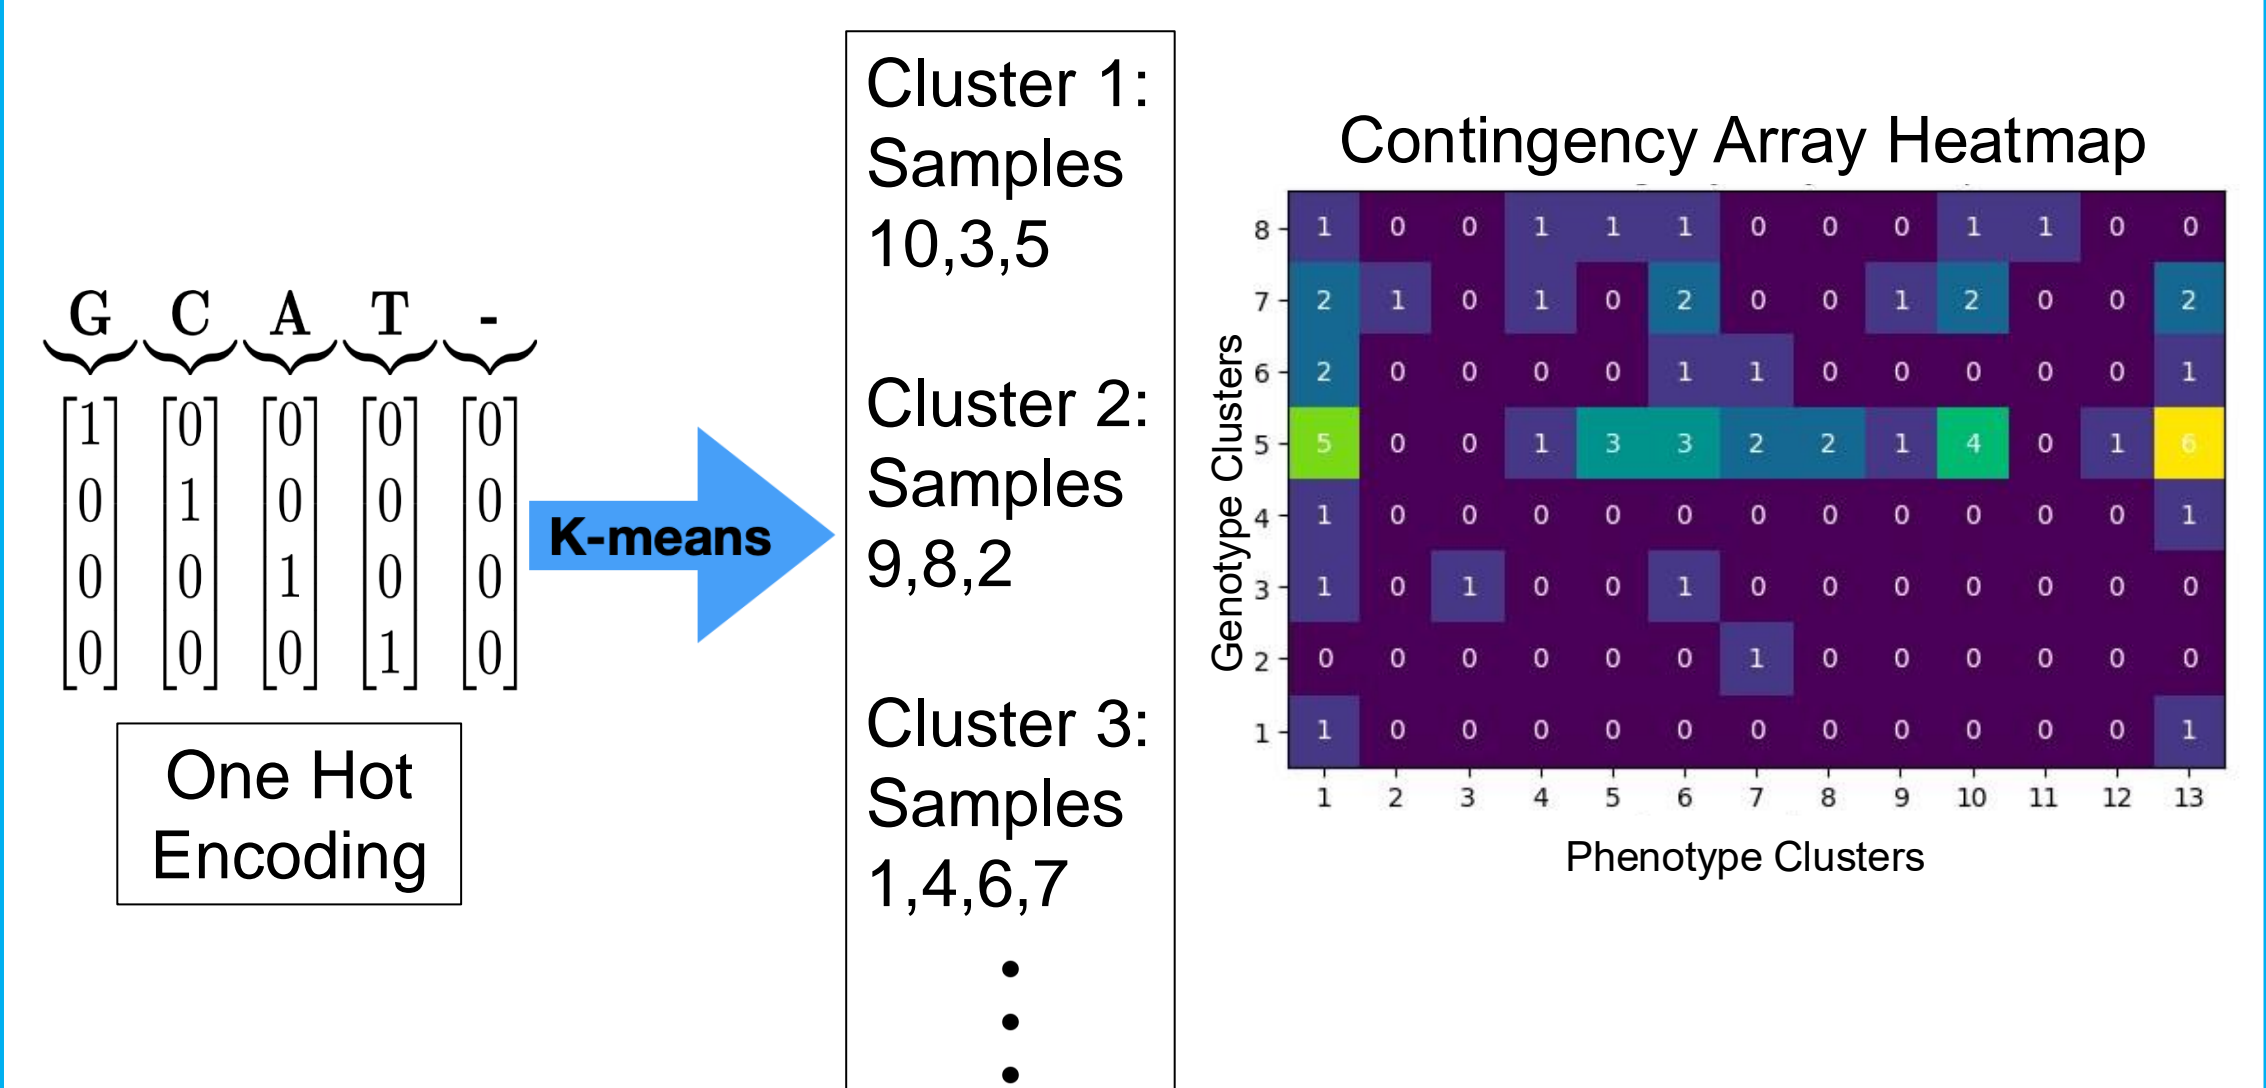 G C A T -
[1] [0] [0] [0] [0]
[0] [1] [0] [0] [0]
[0] [0] [1] [0] [0]
[0] [0] [0] [1] [0]
One Hot
Encoding
K-means
Cluster 1:
Samples
10,3,5
Cluster 2:
Samples
9,8,2
Cluster 3:
Samples
1,4,6,7
Contingency Array Heatmap
Genotype Clusters
8 1 0 0 1 1 1 0 0 0 1 1 0 0
7 2 1 0 1 0 2 0 0 1 2 0 0 2
6 2 0 0 0 0 1 1 0 0 0 0 0 1
5 5 0 0 1 3 3 2 2 1 4 0 1 6
4 1 0 0 0 0 0 0 0 0 0 0 0 1
3 1 0 1 0 0 1 0 0 0 0 0 0 0
2 0 0 0 0 0 0 1 0 0 0 0 0 0
1 1 0 0 0 0 0 0 0 0 0 0 0 1
1 2 3 4 5 6 7 8 9 10 11 12 13
Phenotype Clusters